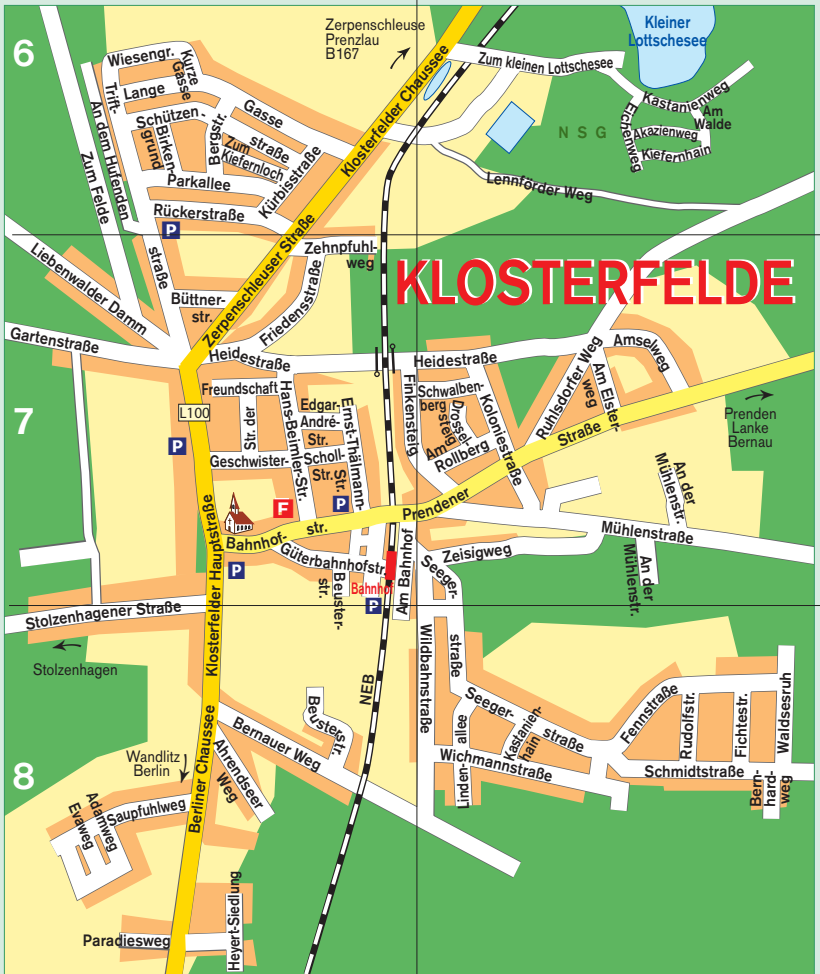 6
Zerpenschleuse
Prenzlau
B167
Kleiner
Lottschesee
Wiesengr.
Kurze
Gasse
Zum kleinen Lottschesee
Klosterfelder Chaussee
Trift-
Lange
Gasse
An dem Hufenden
Zum Felde
Schützen-
grund
Birken-
Bergstr.
straße
Zum
Kiefernloch
Kastanienweg
Am
Walde
Eichenweg
Akazienweg
Kiefernhain
N S G
Parkallee
Kürbisstraße
Lennförder Weg
Rückerstraße
P
straße
Zehnpfuhl-
weg
KLOSTERFELDE
Liebenwalder Damm
Büttner-
str.
Zerpenschleuser Straße
Friedensstraße
Gartenstraße
Heidestraße
Heidestraße
Amselweg
Ruhlsdorfer Weg
Am Elster-
weg
7
Freundschaft
Str. der
Hans-Beimler-Str.
Edgar-
André-
Str.
Ernst-Thälmann-
Str.
Finkensteig
Schwalben-
berg
steig
Drossel-
Am
Rollberg
Koloniestraße
L100
P
Prenden
Lanke
Bernau
Geschwister-
Scholl-
Str.
Straße
An der
Mühlenstr.
F
P
Prendener
Bahnhof-
str.
Mühlenstraße
Klosterfelder Hauptstraße
P
Güterbahnhofstr.
Beuster-
str.
Bahnhof
P
Am Bahnhof
Zeisigweg
Seeger-
straße
An der
Mühlenstr.
Stolzenhagener Straße
Stolzenhagen
Wildbahnstraße
NEB
Seeger-
straße
Fennstraße
Rudolfstr.
Fichtestr.
Waldsesruh
Beusterstr.
Bernauer Weg
Kastanien-
hain
Linden-
allee
Wichmannstraße
Schmidtstraße
Bern-
hard-
weg
8
Wandlitz
Berlin
Berliner Chaussee
Ahrendseer
Weg
Saupfuhlweg
Adamweg
Evaweg
Paradiesweg
Heyert-Siedlung